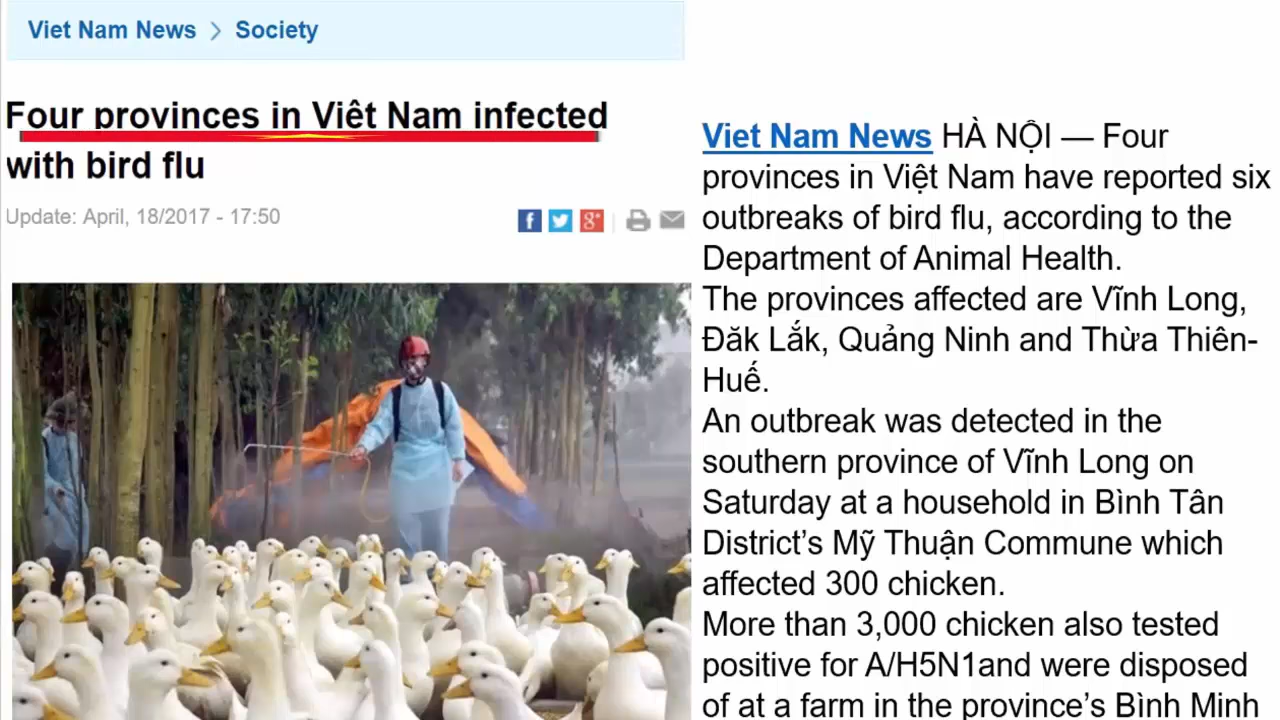 Viet Nam News > Society
Four provinces in Việt Nam infected
with bird flu
Update: April, 18/2017 - 17:50
Viet Nam News HÀ NỘI — Four
provinces in Việt Nam have reported six
outbreaks of bird flu, according to the
Department of Animal Health.
The provinces affected are Vĩnh Long,
Đăk Lắk, Quảng Ninh and Thừa Thiên-
Huế.
An outbreak was detected in the
southern province of Vĩnh Long on
Saturday at a household in Bình Tân
District’s Mỹ Thuận Commune which
affected 300 chicken.
More than 3,000 chicken also tested
positive for A/H5N1and were disposed
of at a farm in the province’s Bình Minh